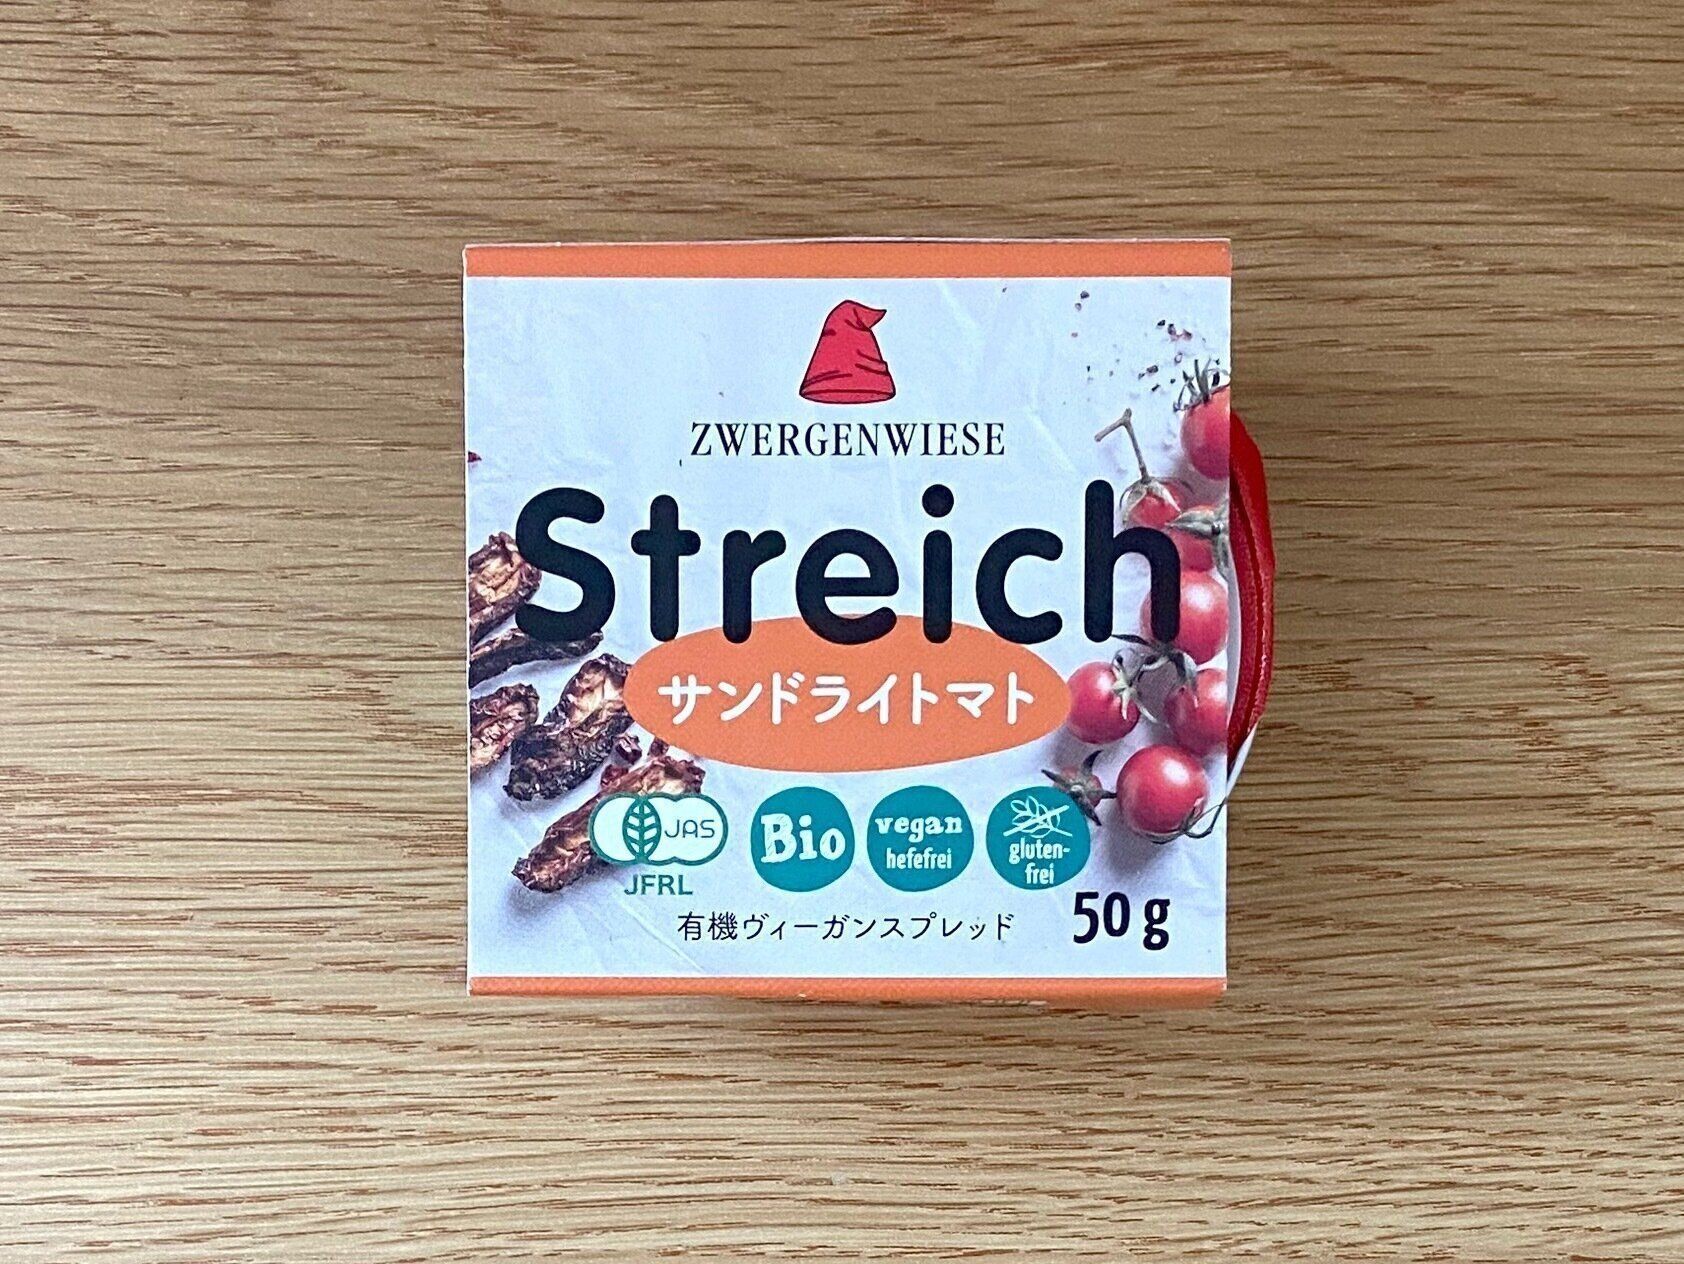 ZWERGENWIESE
Streich
サンドライトマト
JAS
JFRL
Bio
vegan
hefefrei
gluten-
frei
有機ヴィーガンスプレッド
50 g